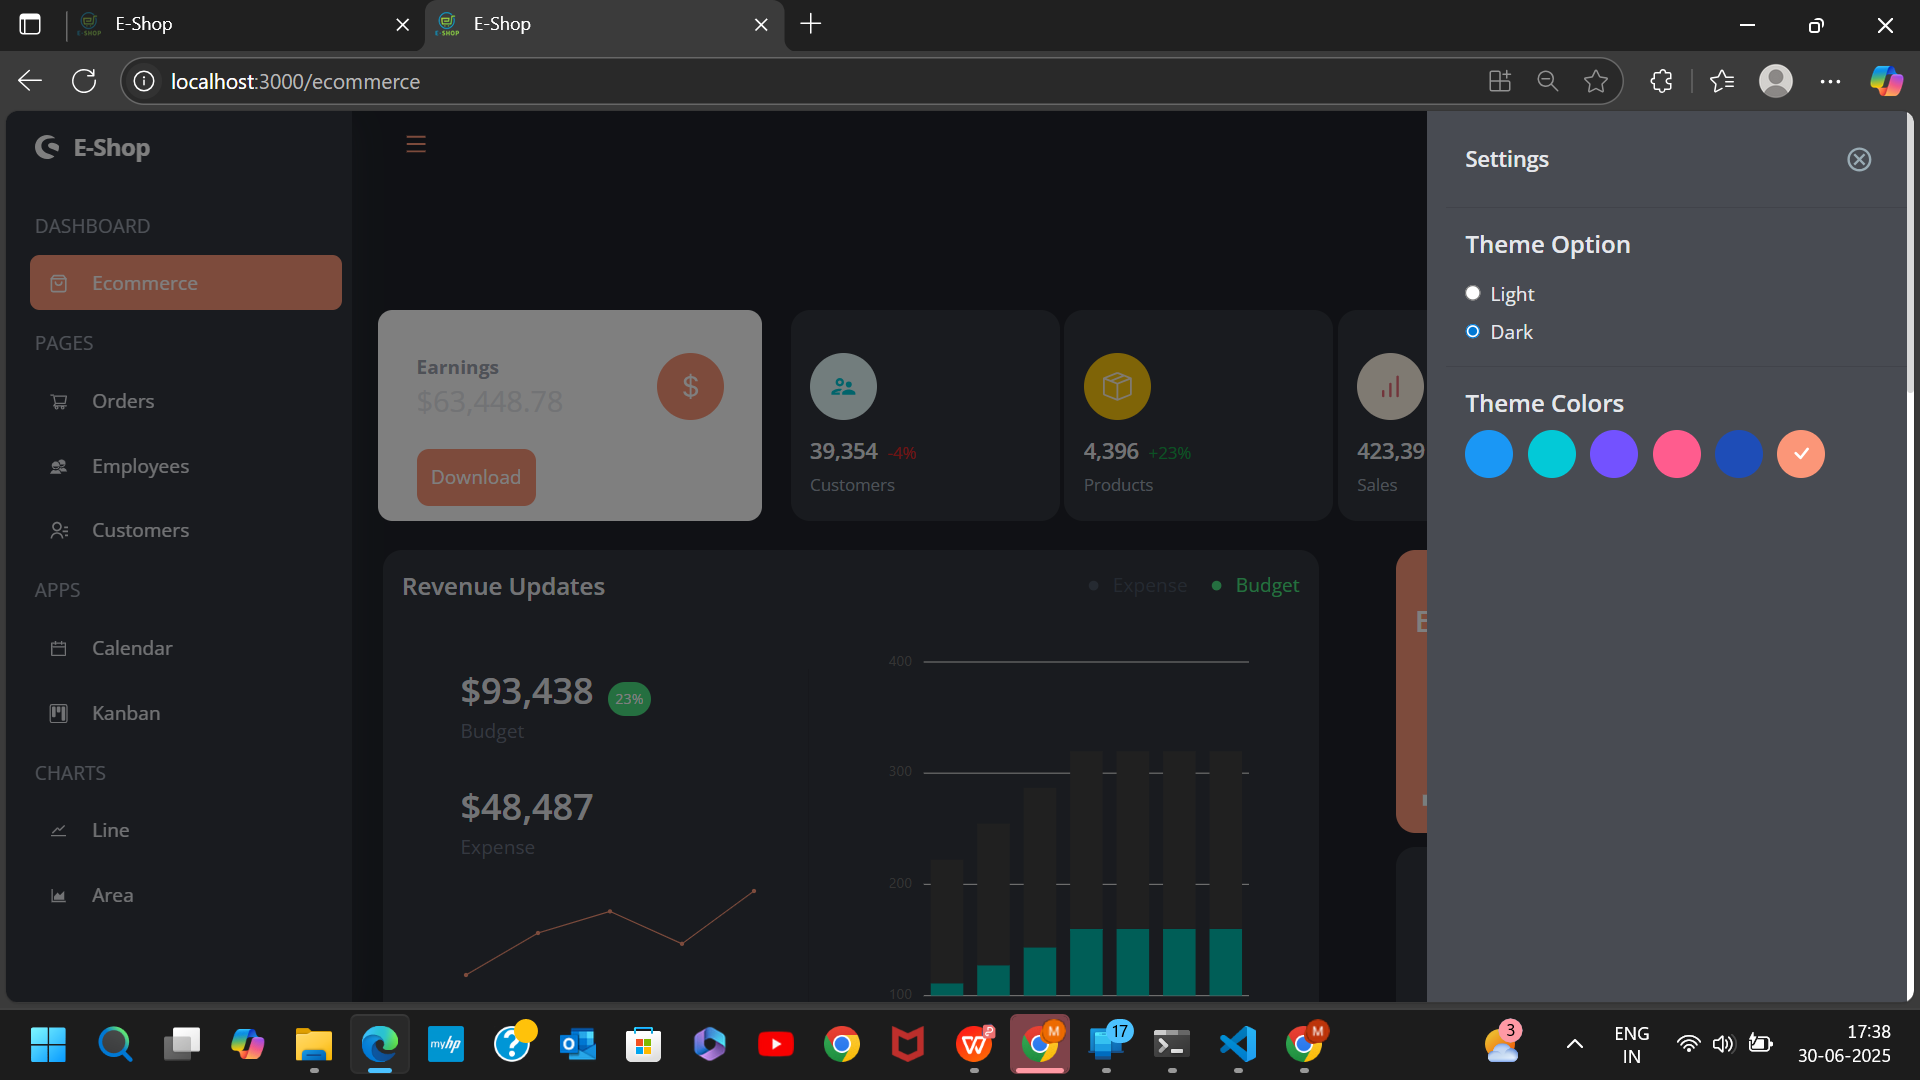 E-Shop
E-Shop
localhost:3000/ecommerce
E-Shop
DASHBOARD
Ecommerce
PAGES
Orders
Employees
Customers
APPS
Calendar
Kanban
CHARTS
Line
Area
Earnings
$63,448.78
$
Download
39,354 -4%
Customers
4,396 +23%
Products
423,39
Sales
Revenue Updates
Expense
Budget
$93,438 23%
Budget
$48,487
Expense
400
300
200
100
E
Settings
Theme Option
Light
Dark
Theme Colors
myhp
M
17
M
3
ENG
IN
17:38
30-06-2025